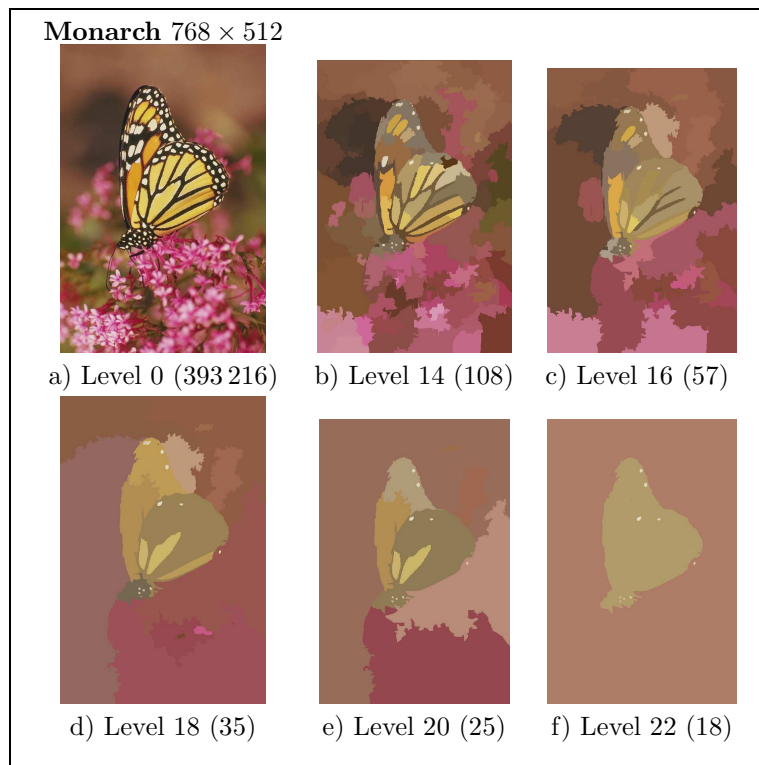 Monarch 768 × 512
a) Level 0 (393 216)
b) Level 14 (108)
c) Level 16 (57)
d) Level 18 (35)
e) Level 20 (25)
f) Level 22 (18)